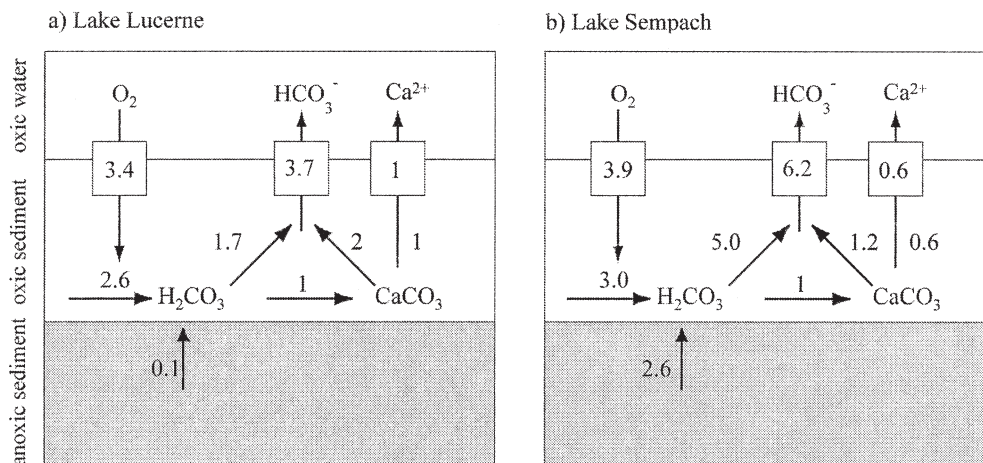 a) Lake Lucerne
oxic water
oxic sediment
anoxic sediment
O₂
HCO₃⁻
Ca²⁺
3.4
3.7
1
1.7
2
1
2.6
H₂CO₃
1
CaCO₃
0.1
b) Lake Sempach
O₂
HCO₃⁻
Ca²⁺
3.9
6.2
0.6
5.0
1.2
0.6
3.0
H₂CO₃
1
CaCO₃
2.6